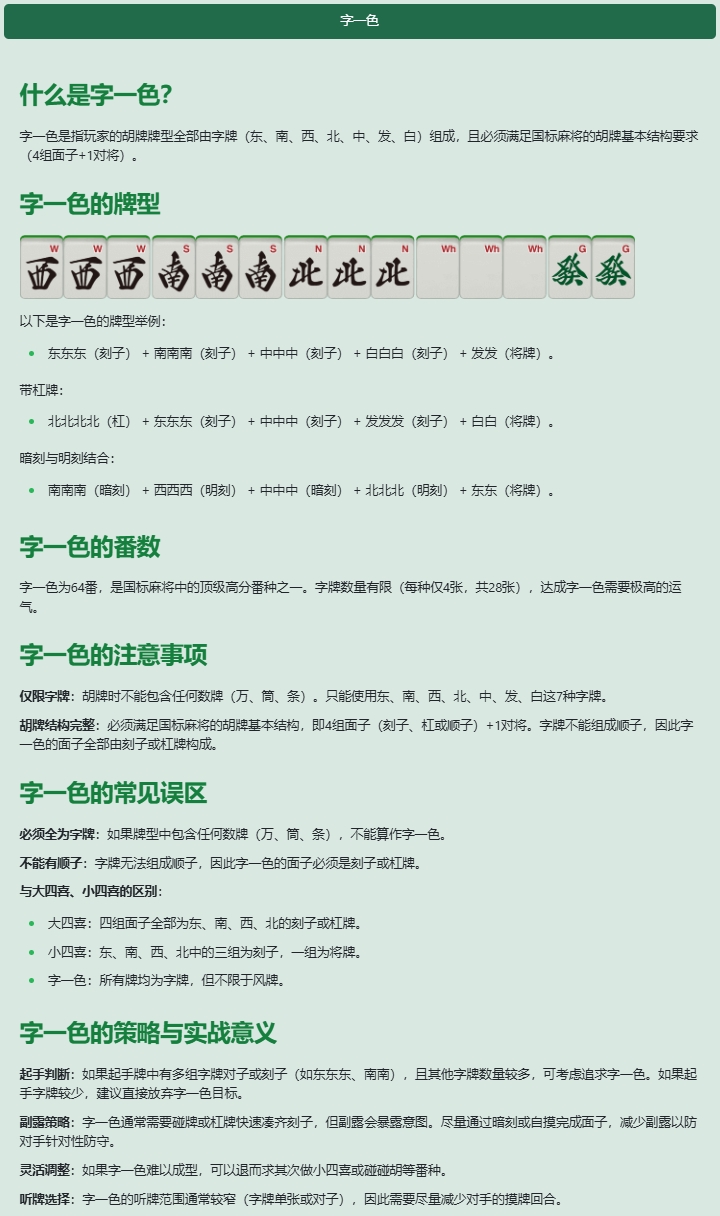 字一色
什么是字一色？
字一色是指玩家的胡牌牌型全部由字牌（东、南、西、北、中、发、白）组成，且必须满足国标麻将的胡牌基本结构要求
（4组面子+1对将）。
字一色的牌型
W W W S S S N N N Wh Wh Wh G G
西 西 西 南 南 南 北 北 北 發 發
以下是字一色的牌型举例：
东东东（刻子） + 南南南（刻子） + 中中中（刻子） + 白白白（刻子） + 发发（将牌）。
带杠牌：
北北北北（杠） + 东东东（刻子） + 中中中（刻子） + 发发发（刻子） + 白白（将牌）。
暗刻与明刻结合：
南南南（暗刻） + 西西西（明刻） + 中中中（暗刻） + 北北北（明刻） + 东东（将牌）。
字一色的番数
字一色为64番，是国标麻将中的顶级高分番种之一。字牌数量有限（每种仅4张，共28张），达成字一色需要极高的运
气。
字一色的注意事项
仅限字牌：胡牌时不能包含任何数牌（万、筒、条）。只能使用东、南、西、北、中、发、白这7种字牌。
胡牌结构完整：必须满足国标麻将的胡牌基本结构，即4组面子（刻子、杠或顺子）+1对将。字牌不能组成顺子，因此字
一色的面子全部由刻子或杠牌构成。
字一色的常见误区
必须全为字牌：如果牌型中包含任何数牌（万、筒、条），不能算作字一色。
不能有顺子：字牌无法组成顺子，因此字一色的面子必须是刻子或杠牌。
与大四喜、小四喜的区别：
大四喜：四组面子全部为东、南、西、北的刻子或杠牌。
小四喜：东、南、西、北中的三组为刻子，一组为将牌。
字一色：所有牌均为字牌，但不限于风牌。
字一色的策略与实战意义
起手判断：如果起手牌中有多组字牌对子或刻子（如东东东、南南），且其他字牌数量较多，可考虑追求字一色。如果起
手字牌较少，建议直接放弃字一色目标。
副露策略：字一色通常需要碰牌或杠牌快速凑齐刻子，但副露会暴露意图。尽量通过暗刻或自摸完成面子，减少副露以防
对手针对性防守。
灵活调整：如果字一色难以成型，可以退而求其次做小四喜或碰碰胡等番种。
听牌选择：字一色的听牌范围通常较窄（字牌单张或对子），因此需要尽量减少对手的摸牌回合。